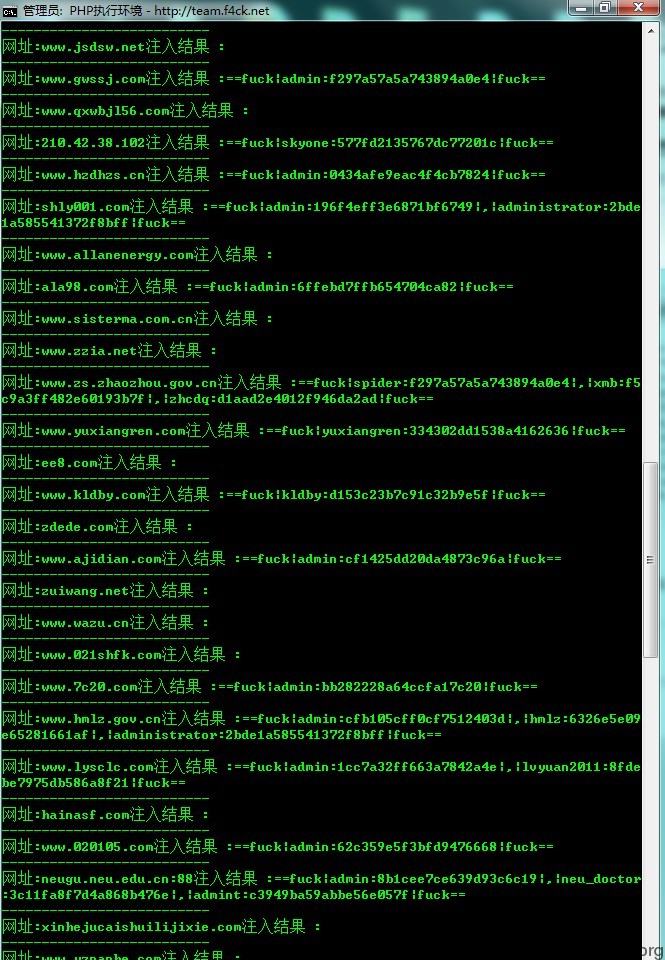 管理员: PHP执行环境 - http://team.f4ck.net
网址:www.jsdsw.net注入结果 :
网址:www.gwssj.com注入结果 :==fuck¦admin:f297a57a5a743894a0e4¦fuck==
网址:www.qxwbjl56.com注入结果 :
网址:210.42.38.102注入结果 :==fuck¦skyone:577fd2135767dc77201c¦fuck==
网址:www.hzdhzs.cn注入结果 :==fuck¦admin:0434afe9eac4f4cb7824¦fuck==
网址:shly001.com注入结果 :==fuck¦admin:196f4eff3e6871bf6749¦,¦administrator:2bde
1a585541372f8bff¦fuck==
网址:www.allanenergy.com注入结果 :
网址:ala98.com注入结果 :==fuck¦admin:6ffebd7ffb654704ca82¦fuck==
网址:www.sisterma.com.cn注入结果 :
网址:www.zzia.net注入结果 :
网址:www.zs.zhaozhou.gov.cn注入结果 :==fuck¦spider:f297a57a5a743894a0e4¦,¦xmb:f5
c9a3ff482e60193b7f¦,¦zhcdq:d1aad2e4012f946da2ad¦fuck==
网址:www.yuxiangren.com注入结果 :==fuck¦yuxiangren:334302dd1538a4162636¦fuck==
网址:ee8.com注入结果 :
网址:www.kldby.com注入结果 :==fuck¦kldby:d153c23b7c91c32b9e5f¦fuck==
网址:zdede.com注入结果 :
网址:www.ajidian.com注入结果 :==fuck¦admin:cf1425dd20da4873c96a¦fuck==
网址:zuiwang.net注入结果 :
网址:www.wazu.cn注入结果 :
网址:www.021shfk.com注入结果 :
网址:www.7c20.com注入结果 :==fuck¦admin:bb282228a64ccfa17c20¦fuck==
网址:www.hmlz.gov.cn注入结果 :==fuck¦admin:cfb105cff0cf7512403d¦,¦hmlz:6326e5e09
e65281661af¦,¦administrator:2bde1a585541372f8bff¦fuck==
网址:www.lysclc.com注入结果 :==fuck¦admin:1cc7a32ff663a7842a4e¦,¦lvyuan2011:8fde
be7975db586a8f21¦fuck==
网址:hainasf.com注入结果 :
网址:www.020105.com注入结果 :==fuck¦admin:62c359e5f3bfd9476668¦fuck==
网址:neugu.neu.edu.cn:88注入结果 :==fuck¦admin:8b1cee7ce639d93c6c19¦,¦neu_doctor
:3c11fa8f7d4a868b476e¦,¦admint:c3949ba59abbe56e057f¦fuck==
网址:xinhejucaishuilijixie.com注入结果 :
org